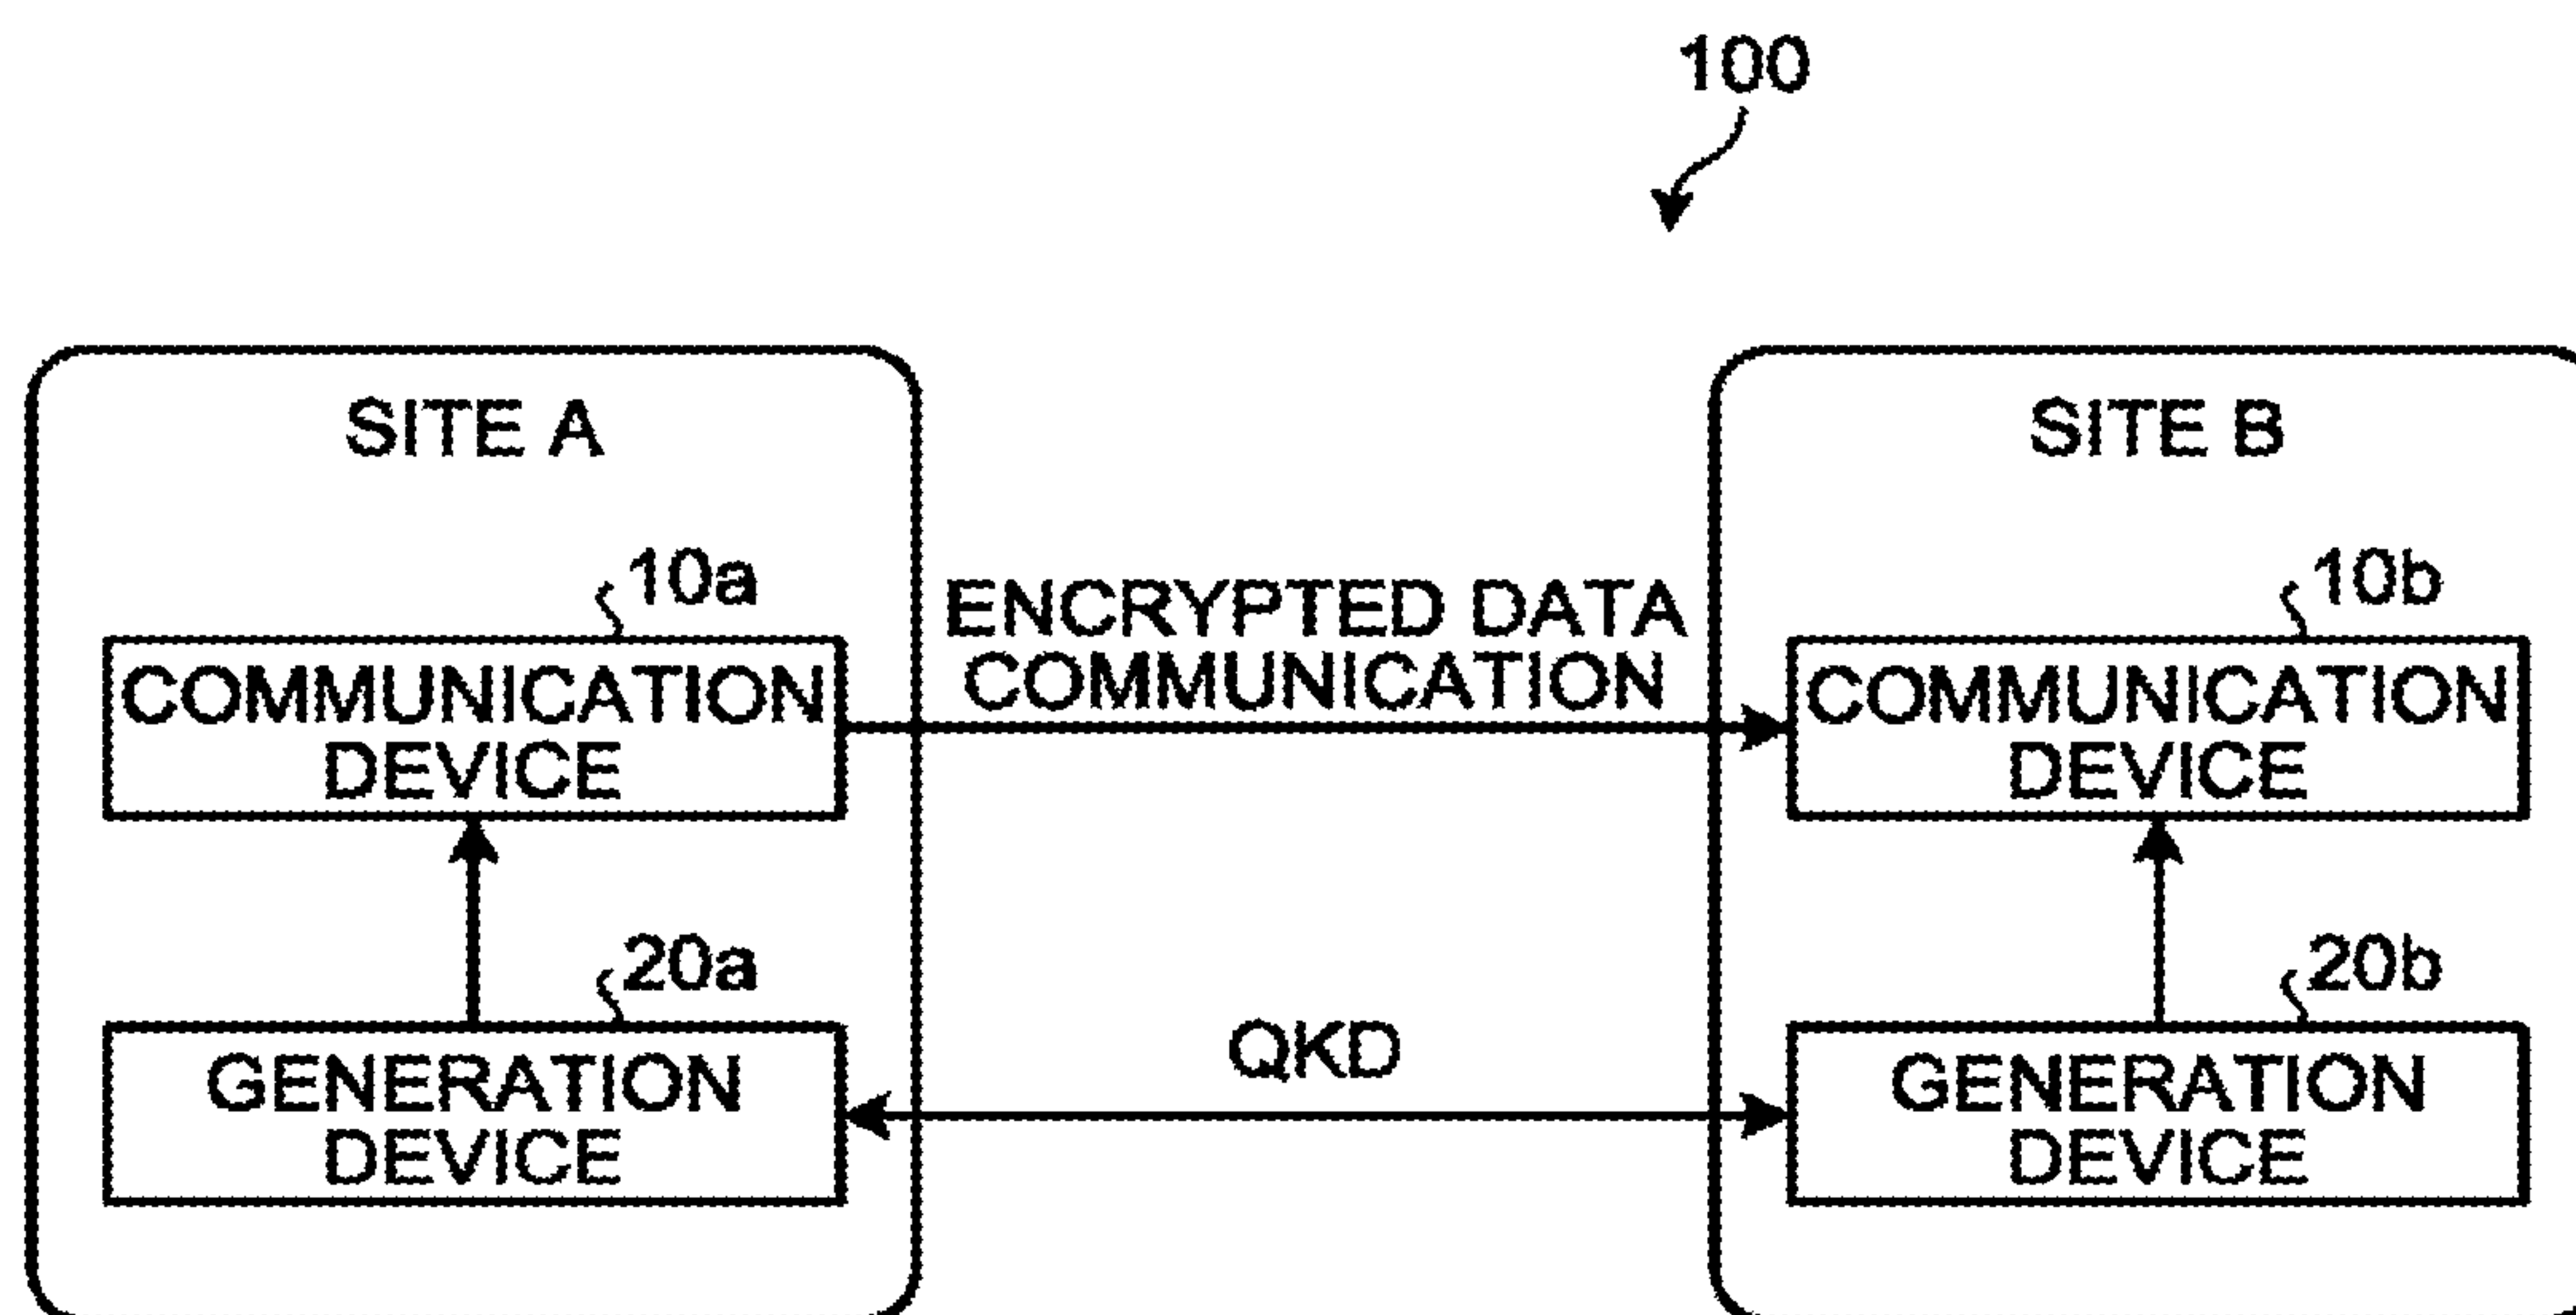 100
SITE A
SITE B
10a
ENCRYPTED DATA
COMMUNICATION
10b
COMMUNICATION
DEVICE
COMMUNICATION
DEVICE
20a
QKD
20b
GENERATION
DEVICE
GENERATION
DEVICE